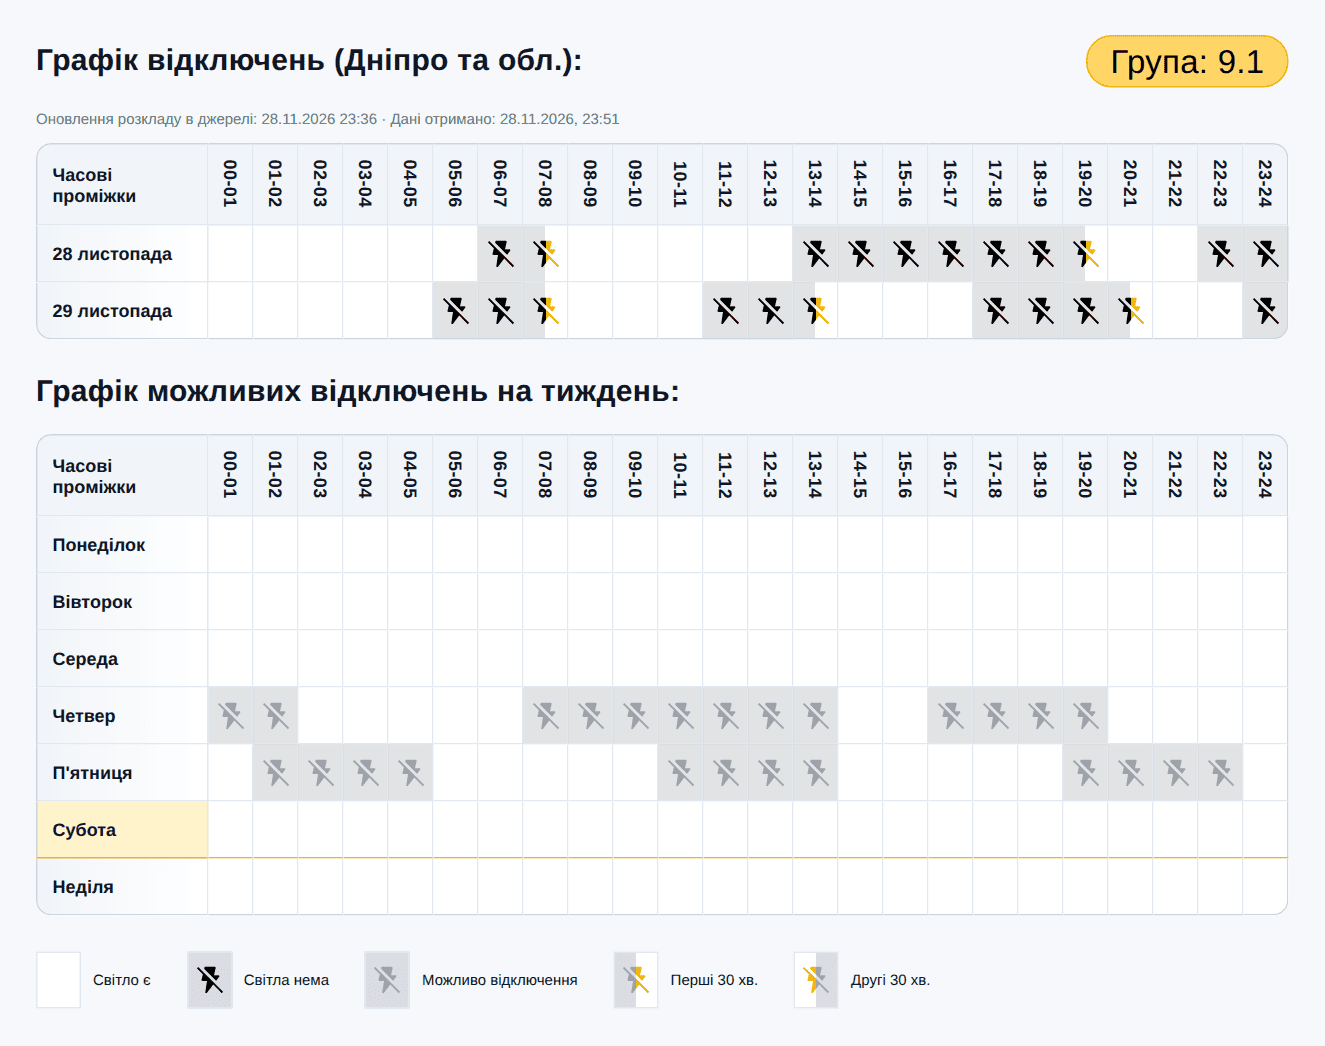 Графік відключень (Дніпро та обл.):
Група: 9.1
Оновлення розкладу в джерелі: 28.11.2026 23:36 · Дані отримано: 28.11.2026, 23:51
Часові проміжки 00-01 01-02 02-03 03-04 04-05 05-06 06-07 07-08 08-09 09-10 10-11 11-12 12-13 13-14 14-15 15-16 16-17 17-18 18-19 19-20 20-21 21-22 22-23 23-24
28 листопада
29 листопада
Графік можливих відключень на тиждень:
Часові проміжки 00-01 01-02 02-03 03-04 04-05 05-06 06-07 07-08 08-09 09-10 10-11 11-12 12-13 13-14 14-15 15-16 16-17 17-18 18-19 19-20 20-21 21-22 22-23 23-24
Понеділок
Вівторок
Середа
Четвер
П'ятниця
Субота
Неділя
Світло є Світла нема Можливо відключення Перші 30 хв. Другі 30 хв.